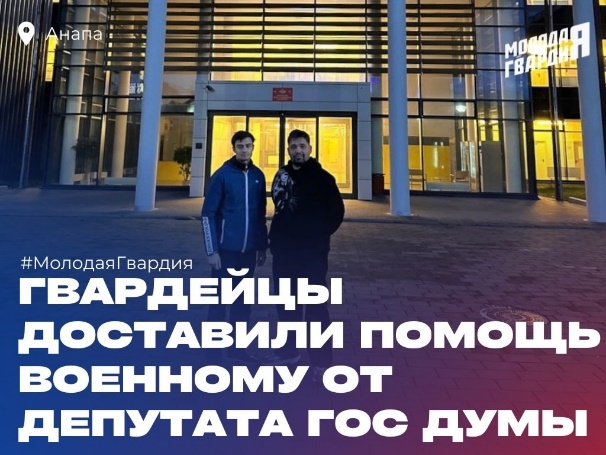 Анапа
МОЛОДАЯ
ГВАРДИЯ
#МолодаяГвардия
ГВАРДЕЙЦЫ
ДОСТАВИЛИ ПОМОЩЬ
ВОЕННОМУ ОТ
ДЕПУТАТА ГОС ДУМЫ